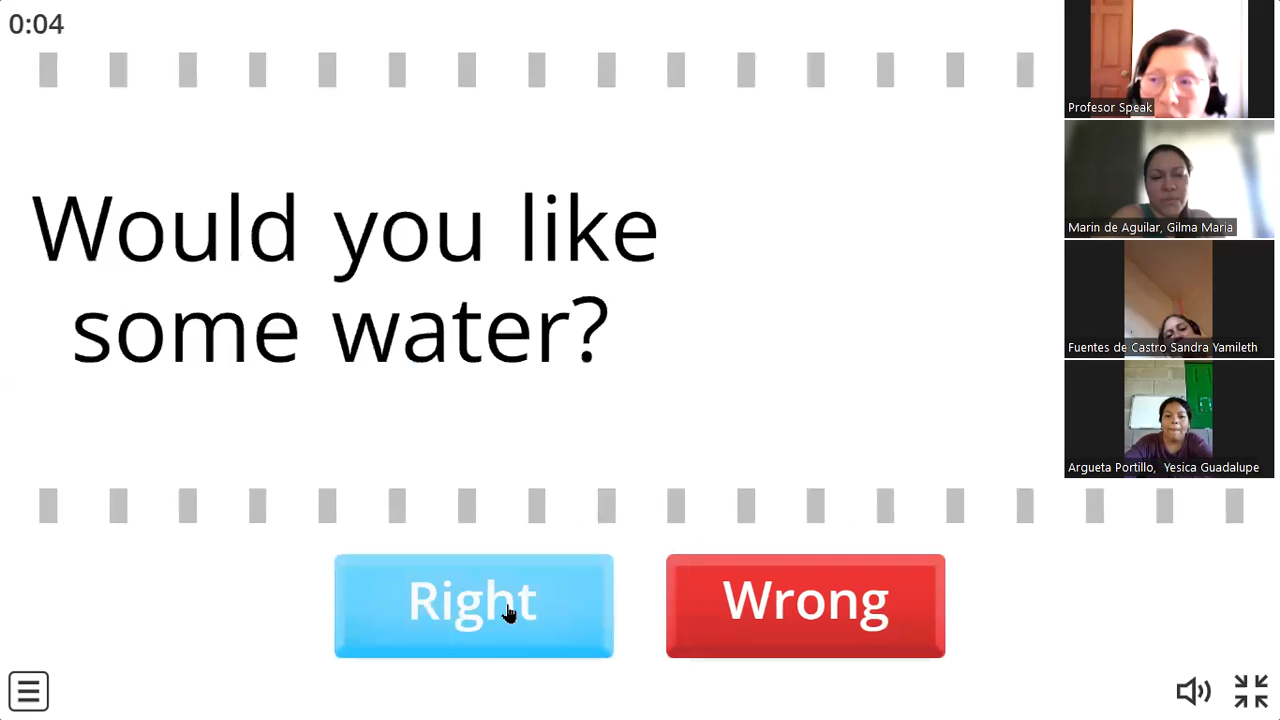 0:04
Would you like
some water?
Right
Wrong
Profesor Speak
Marin de Aguilar, Gilma Maria
Fuentes de Castro Sandra Yamileth
Argueta Portillo, Yesica Guadalupe